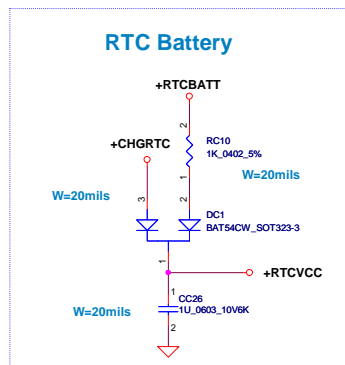 RTC Battery
+RTCBATT
2
RC10
+CHGRTC
1K_0402_5%
1
W=20mils
W=20mils
3
2
DC1
BAT54CW_SOT323-3
1
+RTCVCC
1
CC26
1U_0603_10V6K
W=20mils
2